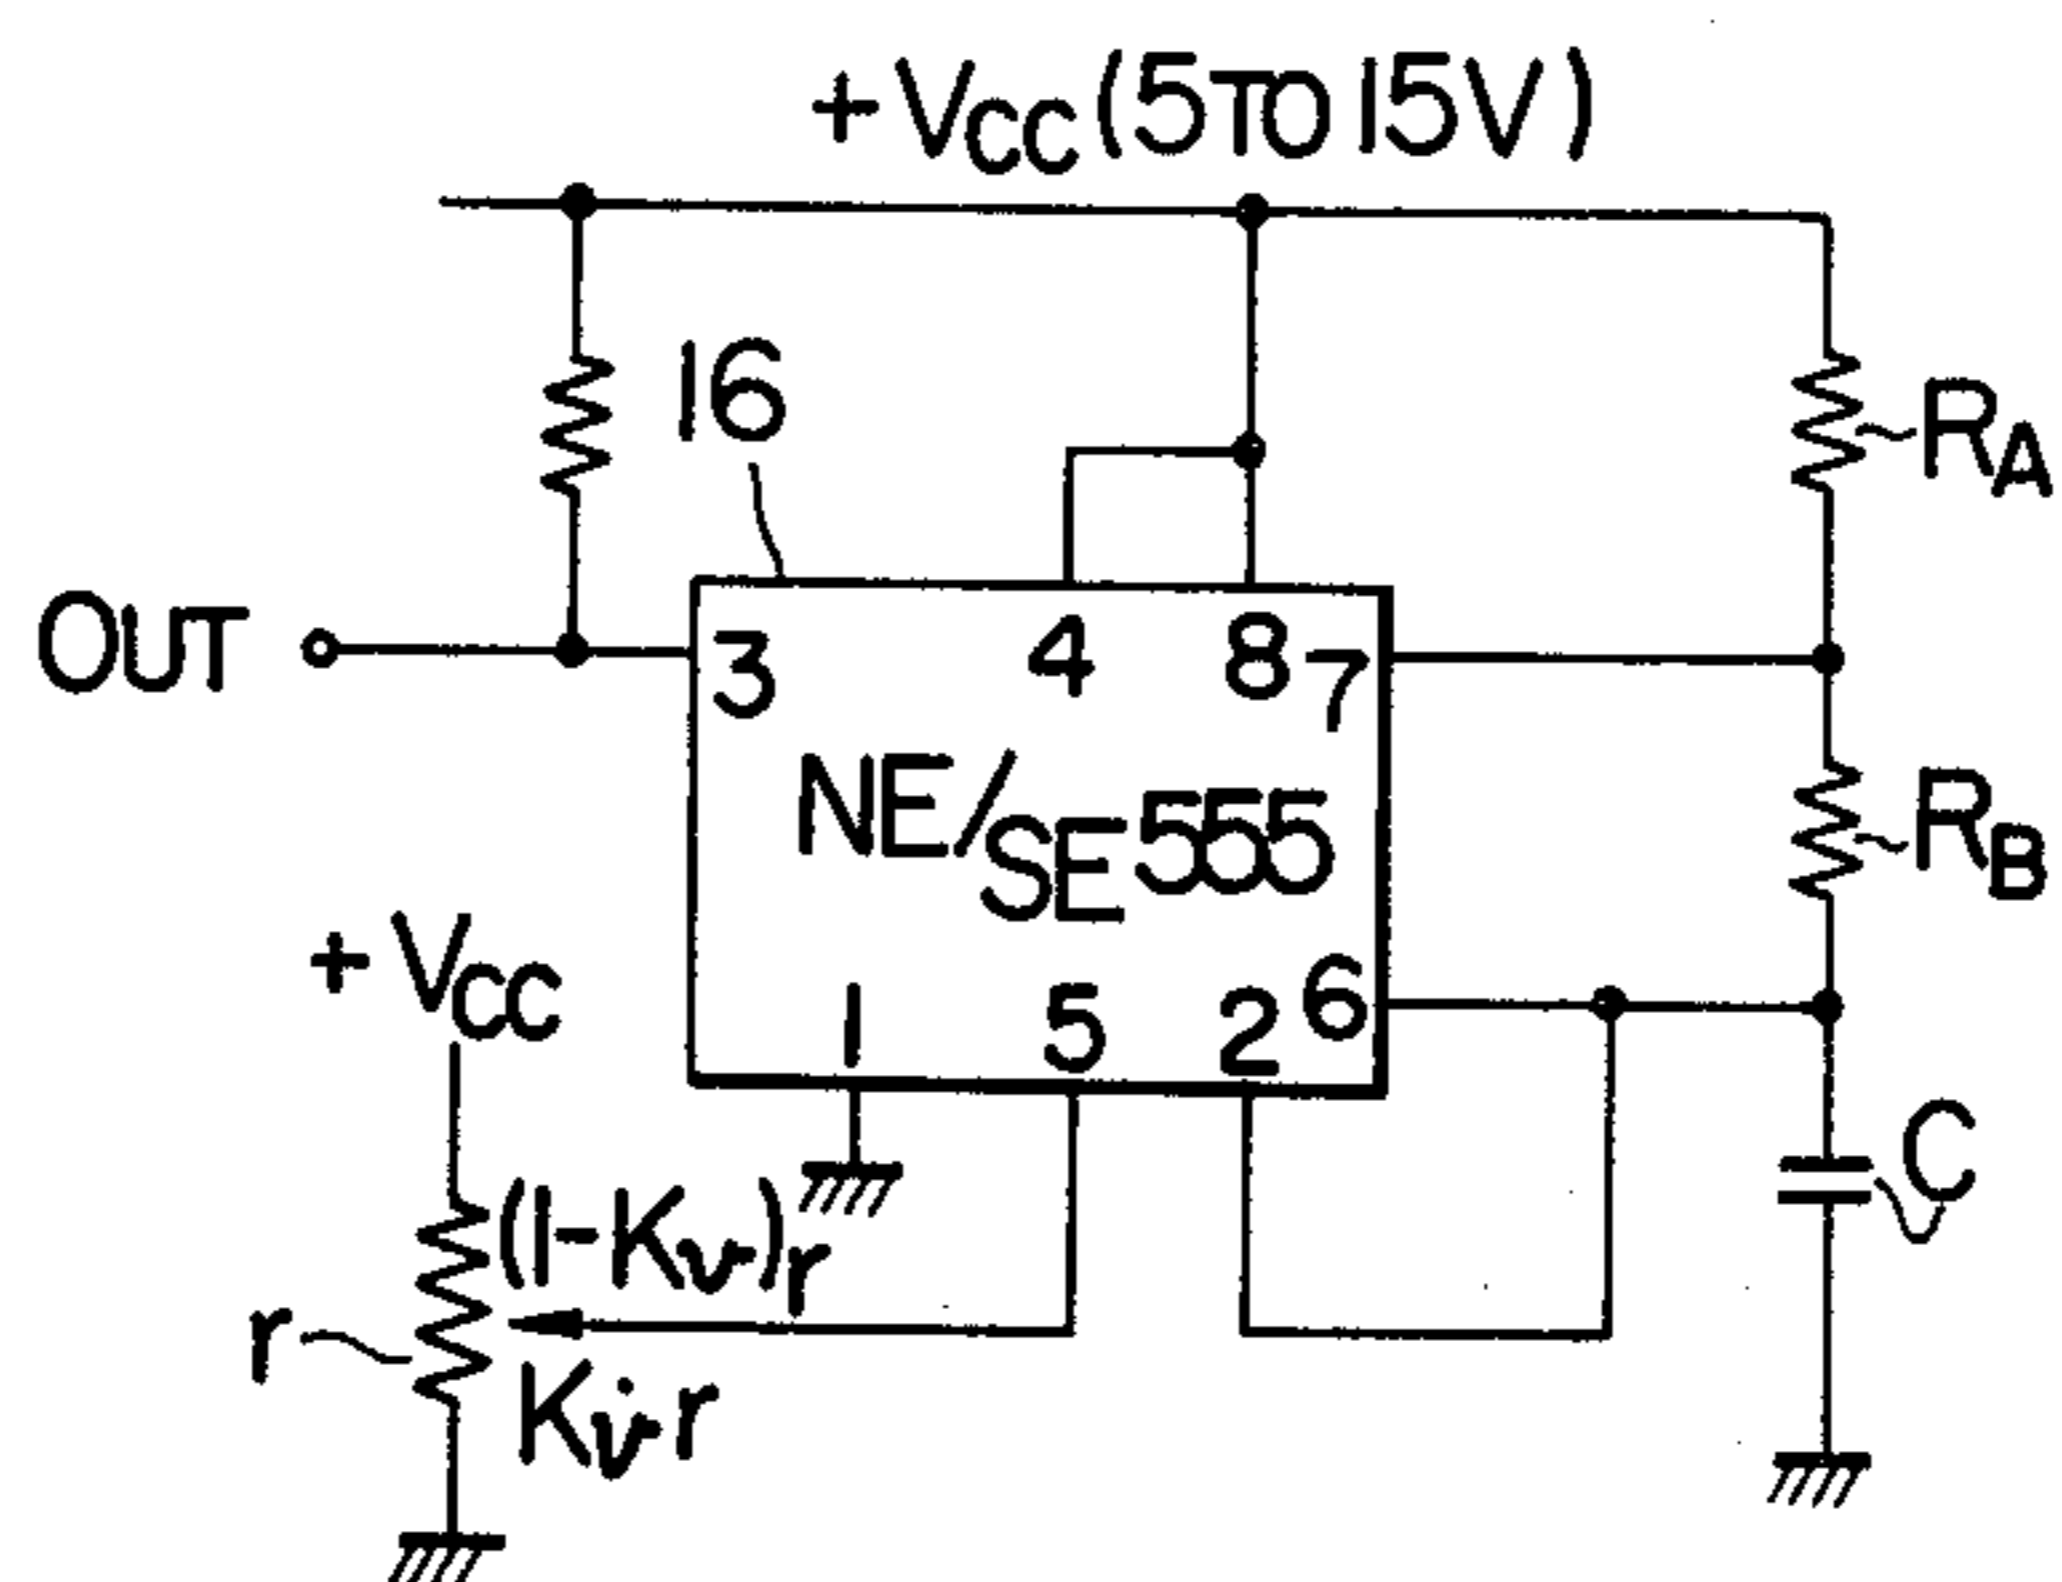 +VCC (5 TO 15V)
16
RA
OUT
3
4
8
7
NE/SE 555
RB
+VCC
1
5
2
6
C
(1-Kv)r
r
Kv·r